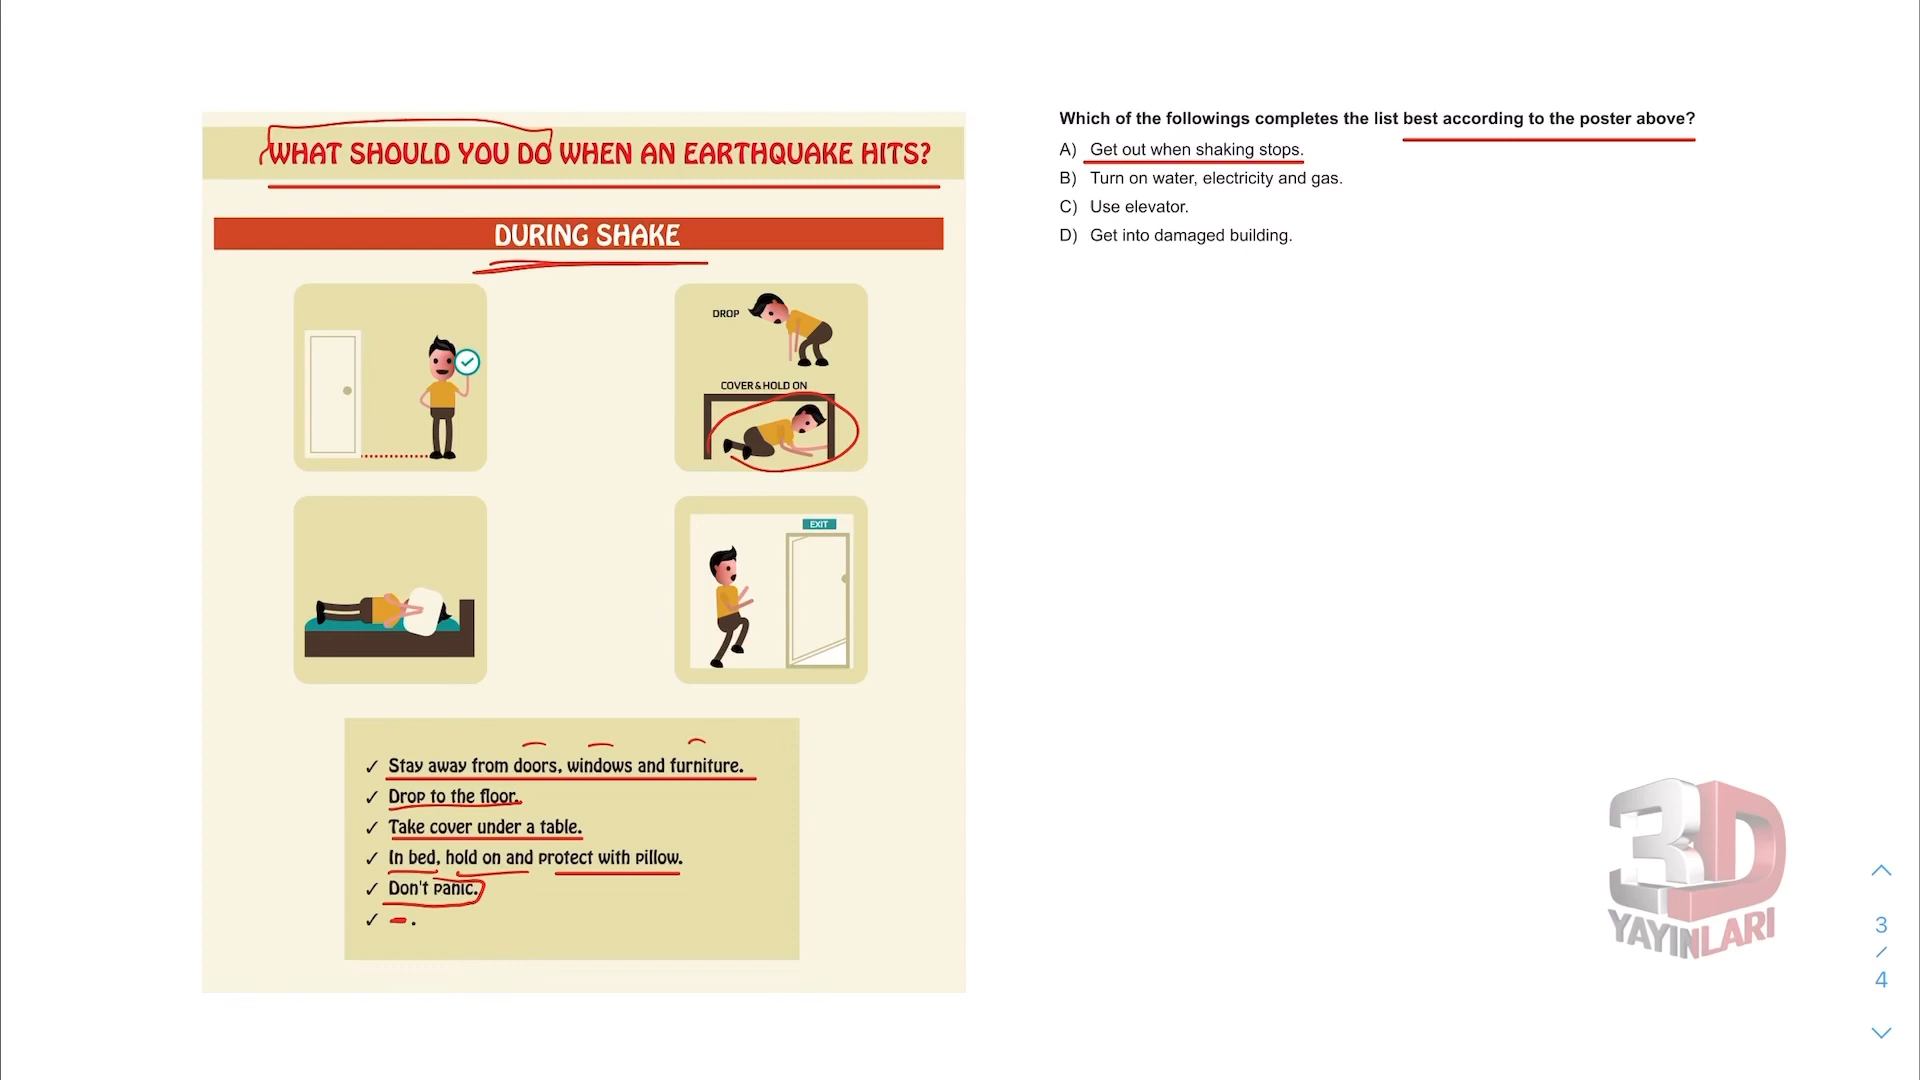 WHAT SHOULD YOU DO WHEN AN EARTHQUAKE HITS?
DURING SHAKE
DROP
COVER & HOLD ON
EXIT
✓ Stay away from doors, windows and furniture.
✓ Drop to the floor.
✓ Take cover under a table.
✓ In bed, hold on and protect with pillow.
✓ Don't panic.
✓ .
Which of the followings completes the list best according to the poster above?
A) Get out when shaking stops.
B) Turn on water, electricity and gas.
C) Use elevator.
D) Get into damaged building.
3D
YAYINLARI
3
/
4